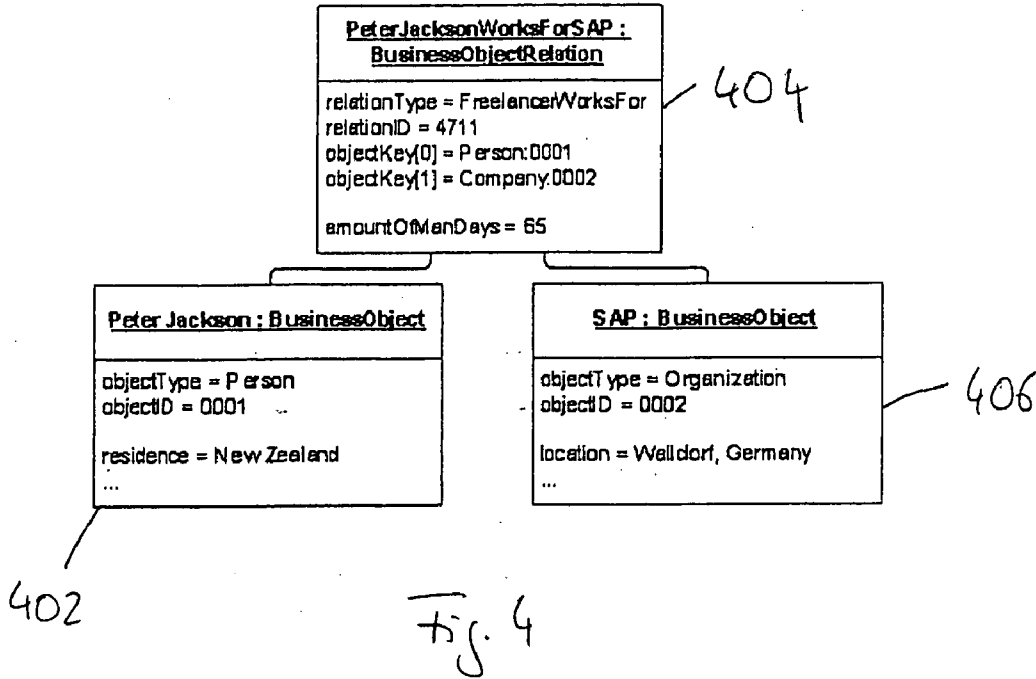 PeterJacksonWorksForSAP :
BusinessObjectRelation
relationType = FreelancerWorksFor
relationID = 4711
objectKey[0] = Person:0001
objectKey[1] = Company:0002
amountOfManDays = 65
404
Peter Jackson : BusinessObject
objectType = Person
objectID = 0001
residence = New Zealand
...
402
SAP : BusinessObject
objectType = Organization
objectID = 0002
location = Walldorf, Germany
...
406
Fig. 4